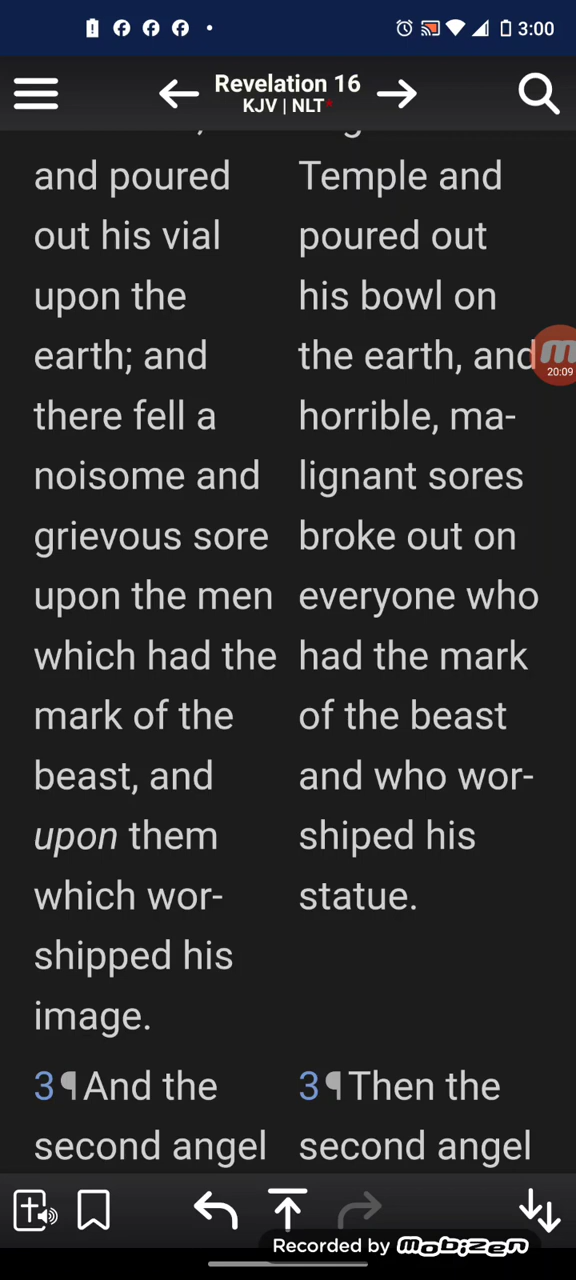 3:00
Revelation 16
KJV | NLT*
and poured
out his vial
upon the
earth; and
there fell a
noisome and
grievous sore
upon the men
which had the
mark of the
beast, and
upon them
which wor-
shipped his
image.
3 ¶ And the
second angel
Temple and
poured out
his bowl on
the earth, and
horrible, ma-
lignant sores
broke out on
everyone who
had the mark
of the beast
and who wor-
shiped his
statue.
3 ¶ Then the
second angel
20:09
Recorded by mobizen